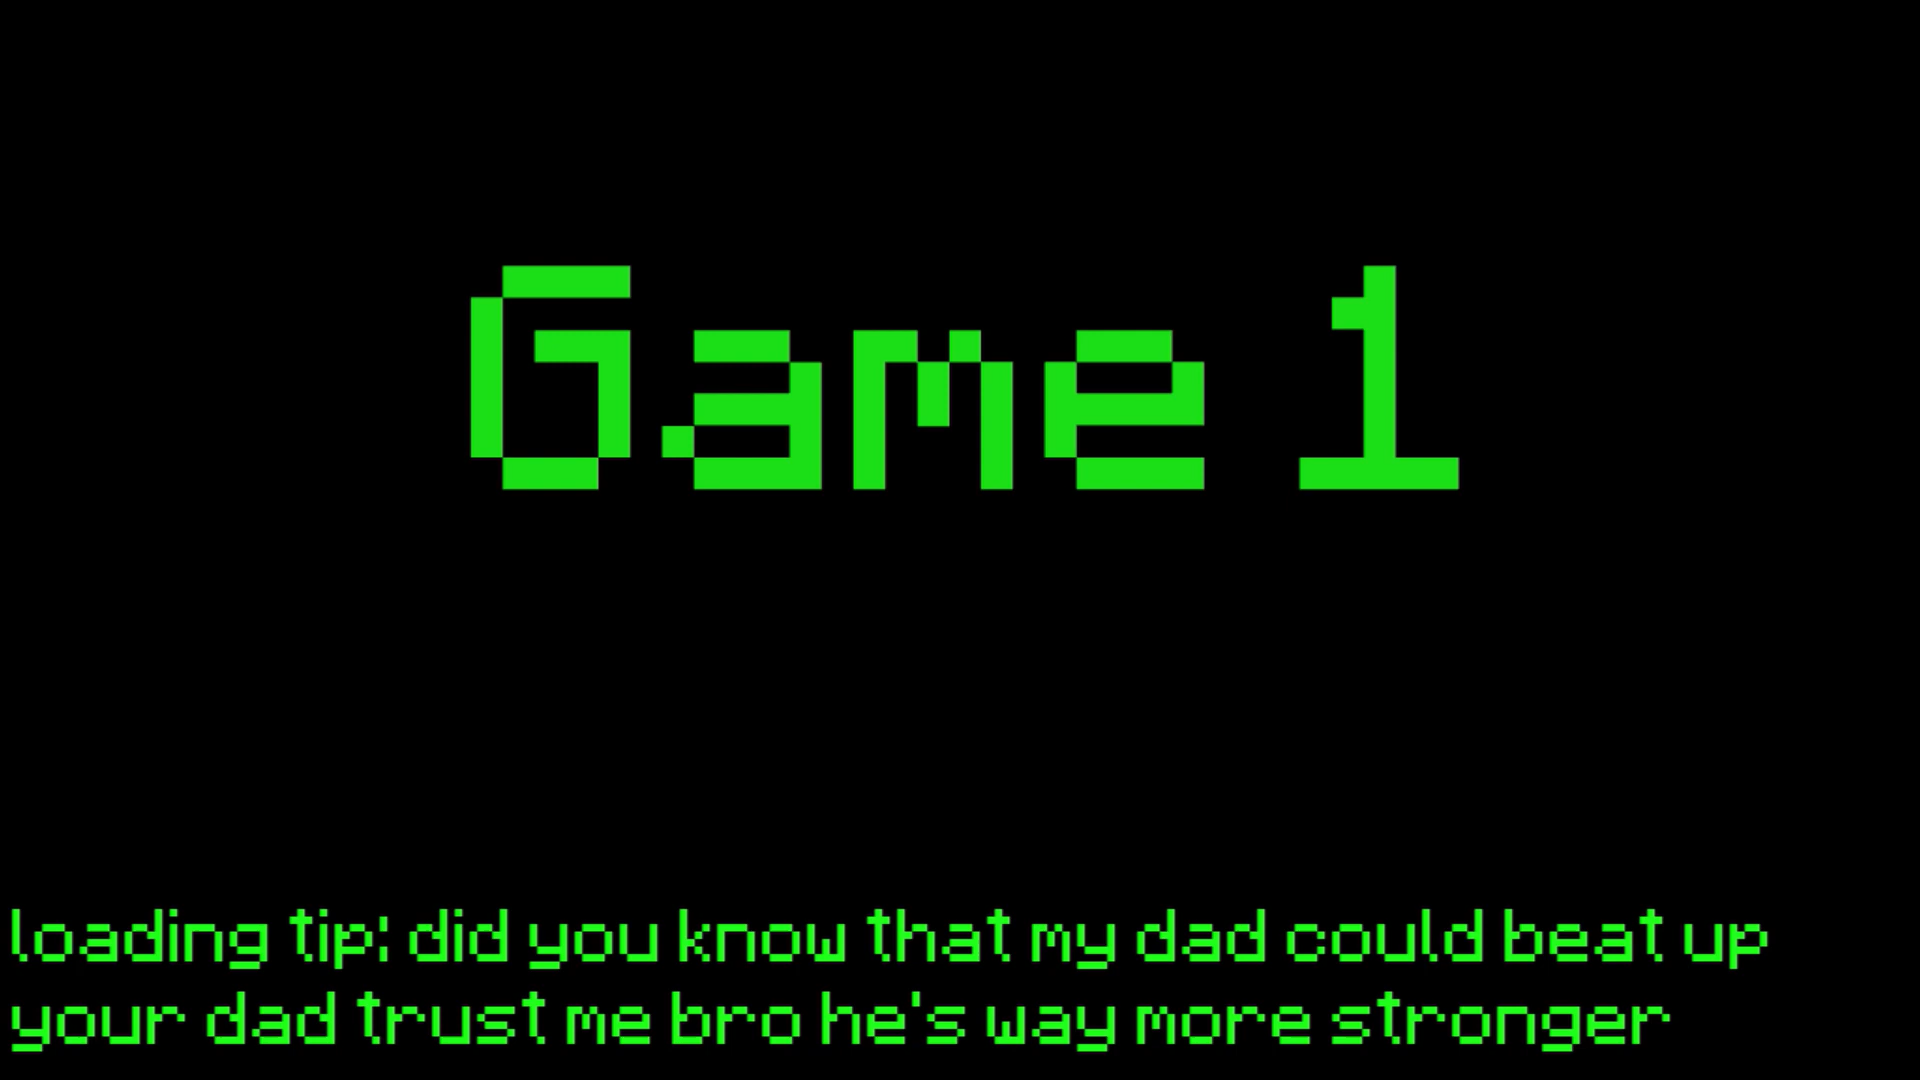 Game 1
loading tip: did you know that my dad could beat up
your dad trust me bro he's way more stronger